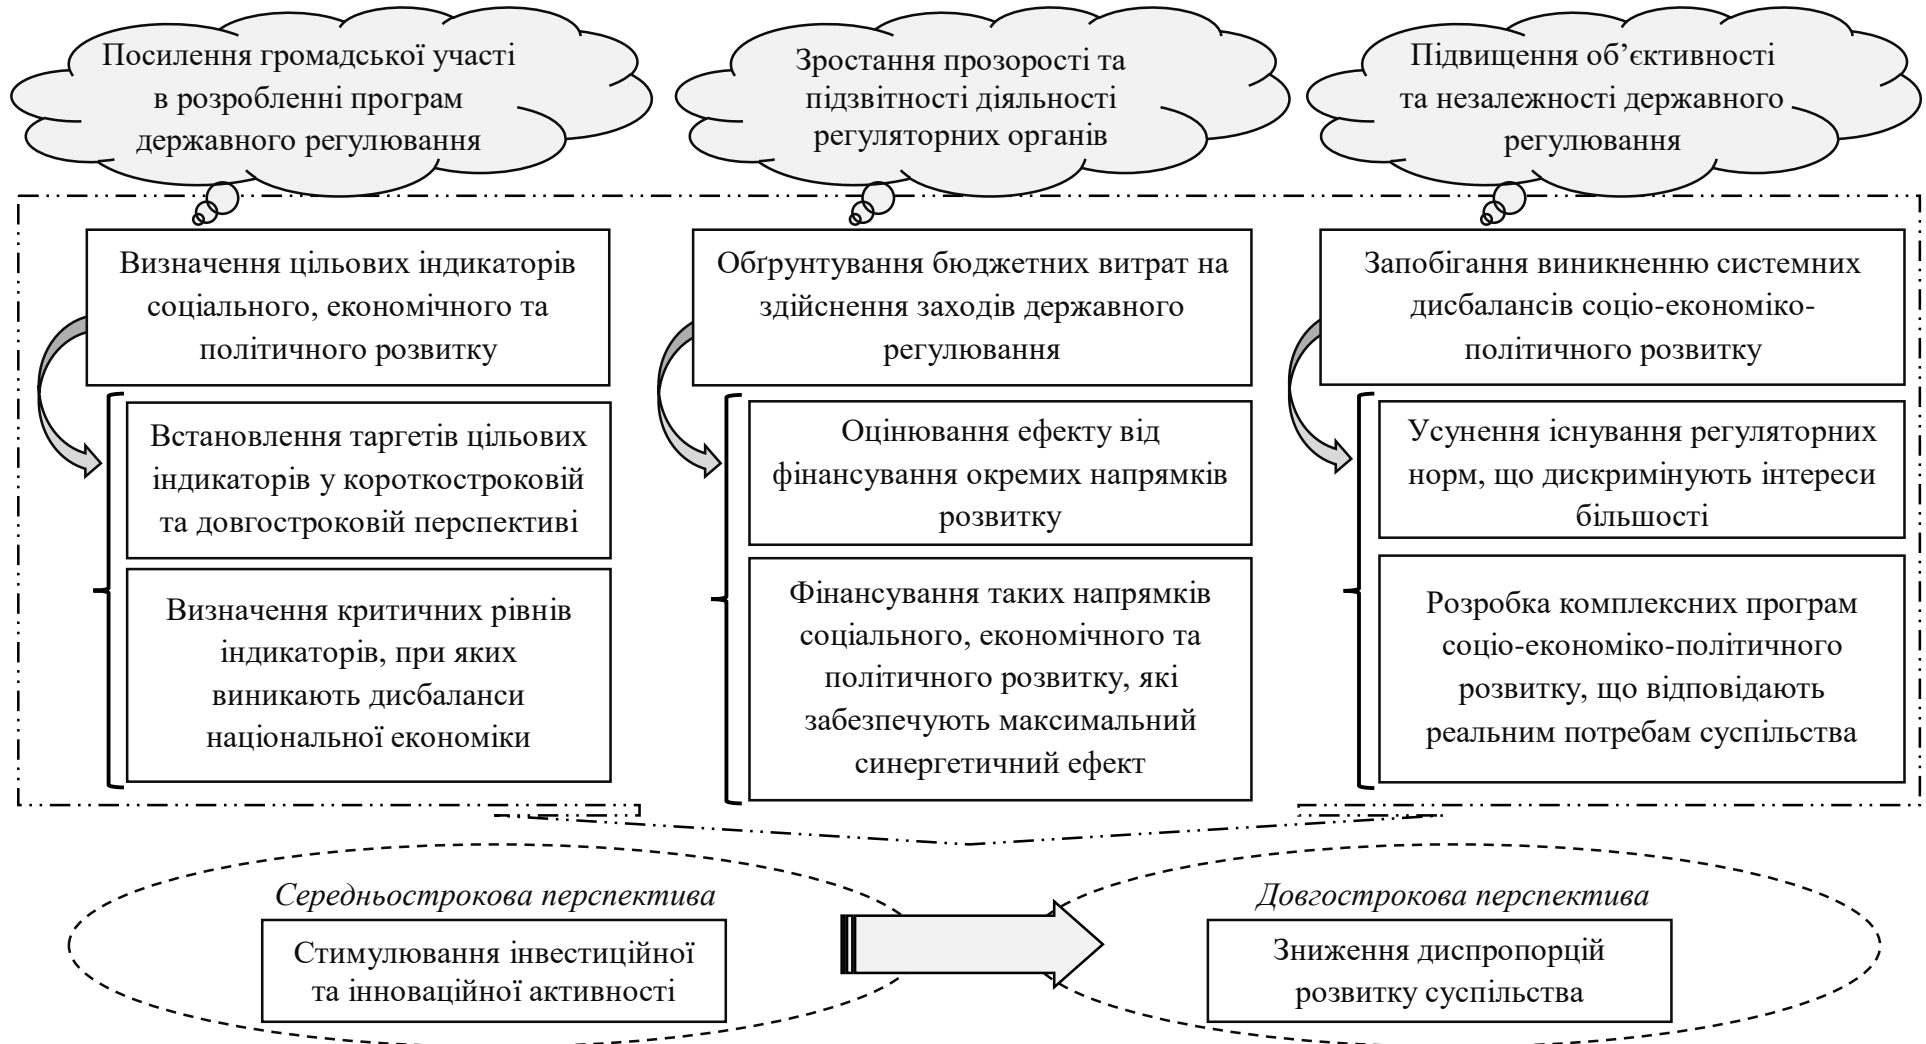 Посилення громадської участі
в розробленні програм
державного регулювання
Зростання прозорості та
підзвітності діяльності
регуляторних органів
Підвищення об’єктивності
та незалежності державного
регулювання
Визначення цільових індикаторів
соціального, економічного та
політичного розвитку
Встановлення таргетів цільових
індикаторів у короткостроковій
та довгостроковій перспективі
Визначення критичних рівнів
індикаторів, при яких
виникають дисбаланси
національної економіки
Обґрунтування бюджетних витрат на
здійснення заходів державного
регулювання
Оцінювання ефекту від
фінансування окремих напрямків
розвитку
Фінансування таких напрямків
соціального, економічного та
політичного розвитку, які
забезпечують максимальний
синергетичний ефект
Запобігання виникненню системних
дисбалансів соціо-економіко-
політичного розвитку
Усунення існування регуляторних
норм, що дискримінують інтереси
більшості
Розробка комплексних програм
соціо-економіко-політичного
розвитку, що відповідають
реальним потребам суспільства
Середньострокова перспектива
Стимулювання інвестиційної
та інноваційної активності
Довгострокова перспектива
Зниження диспропорцій
розвитку суспільства